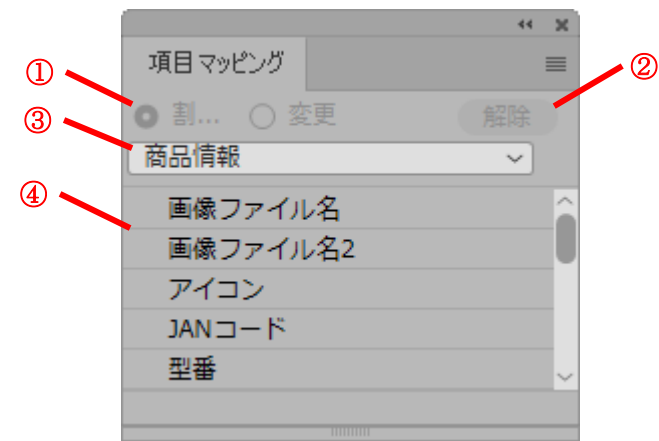 項目マッピング
①
②
割... 変更 解除
③
商品情報
④
画像ファイル名
画像ファイル名2
アイコン
JANコード
型番